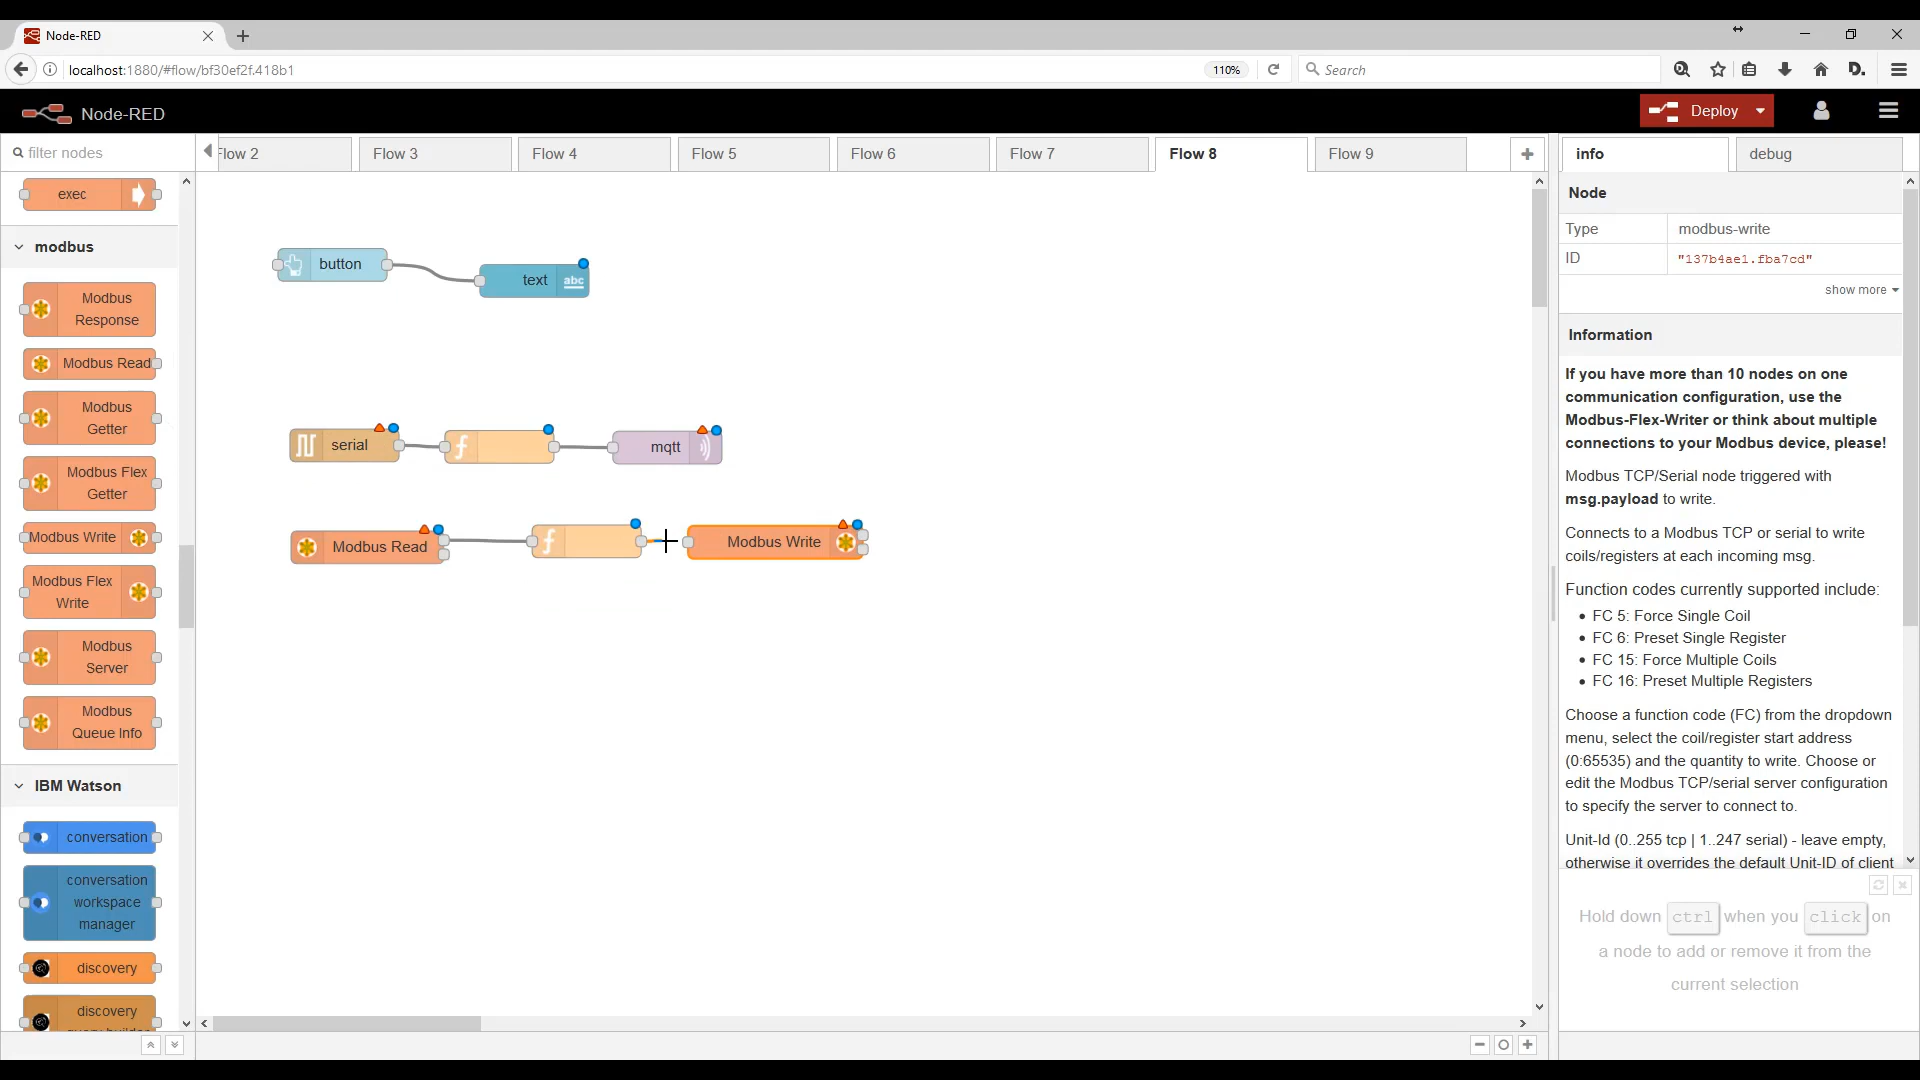 Node-RED
localhost:1880/#flow/bf30ef2f.418b1
110%
Search
D.
Node-RED
Deploy
filter nodes
Flow 2
Flow 3
Flow 4
Flow 5
Flow 6
Flow 7
Flow 8
Flow 9
info
debug
exec
modbus
Modbus
Response
Modbus Read
Modbus
Getter
Modbus Flex
Getter
Modbus Write
Modbus Flex
Write
Modbus
Server
Modbus
Queue Info
IBM Watson
conversation
conversation
workspace
manager
discovery
discovery
button
text
abc
serial
f
mqtt
Modbus Read
f
Modbus Write
Node
Type
modbus-write
ID
"137b4ae1.fba7cd"
show more
Information
If you have more than 10 nodes on one
communication configuration, use the
Modbus-Flex-Writer or think about multiple
connections to your Modbus device, please!
Modbus TCP/Serial node triggered with
msg.payload to write.
Connects to a Modbus TCP or serial to write
coils/registers at each incoming msg.
Function codes currently supported include:
• FC 5: Force Single Coil
• FC 6: Preset Single Register
• FC 15: Force Multiple Coils
• FC 16: Preset Multiple Registers
Choose a function code (FC) from the dropdown
menu, select the coil/register start address
(0:65535) and the quantity to write. Choose or
edit the Modbus TCP/serial server configuration
to specify the server to connect to.
Unit-Id (0..255 tcp | 1..247 serial) - leave empty,
otherwise it overrides the default Unit-ID of client
Hold down ctrl when you click on
a node to add or remove it from the
current selection